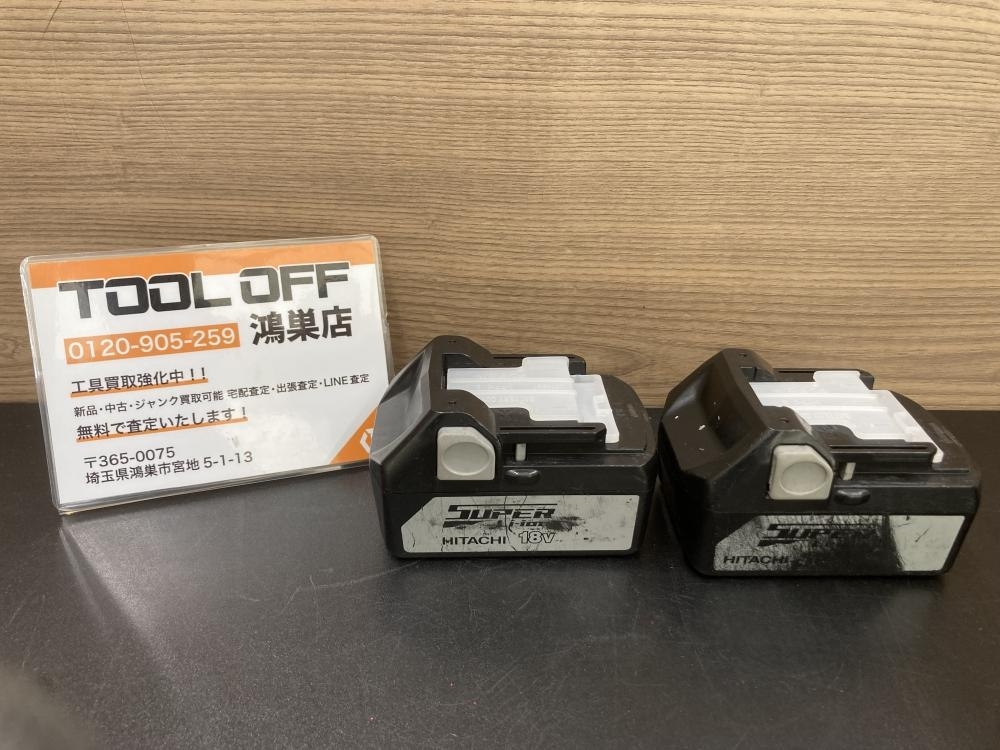 TOOL OFF
0120-905-259 鴻巣店
工具買取強化中!!
新品・中古・ジャンク買取可能 宅配査定・出張査定・LINE査定
無料で査定いたします!
〒365-0075
埼玉県鴻巣市宮地 5-1-13
SUPER
Li-ion
HITACHI 18V
SUPER
HITACHI